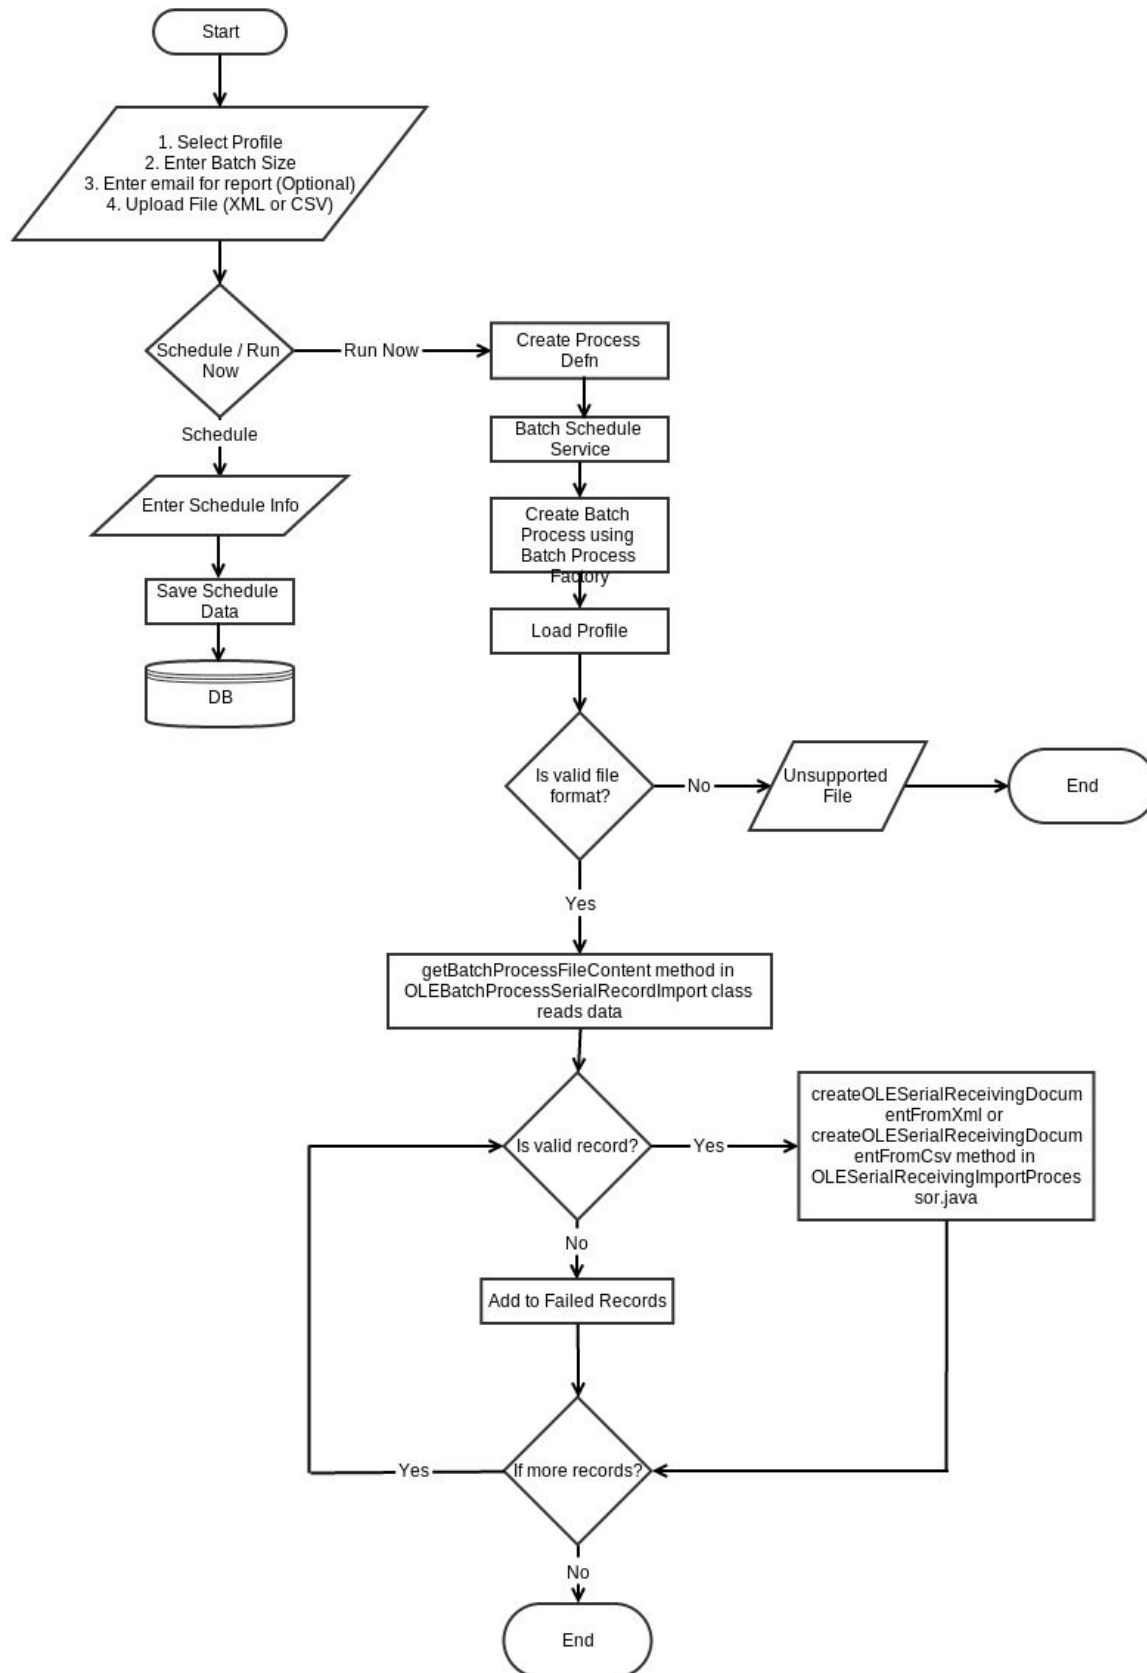 Start
1. Select Profile
2. Enter Batch Size
3. Enter email for report (Optional)
4. Upload File (XML or CSV)
Schedule / Run
Now
Run Now
Create Process
Defn
Schedule
Batch Schedule
Service
Enter Schedule Info
Create Batch
Process using
Batch Process
Factory
Save Schedule
Data
Load Profile
DB
Is valid file
format?
No
Unsupported
File
End
Yes
getBatchProcessFileContent method in
OLEBatchProcessSerialRecordImport class
reads data
Is valid record?
Yes
createOLESerialReceivingDocum
entFromXml or
createOLESerialReceivingDocum
entFromCsv method in
OLESerialReceivingImportProces
sor.java
No
Add to Failed Records
If more records?
Yes
No
End